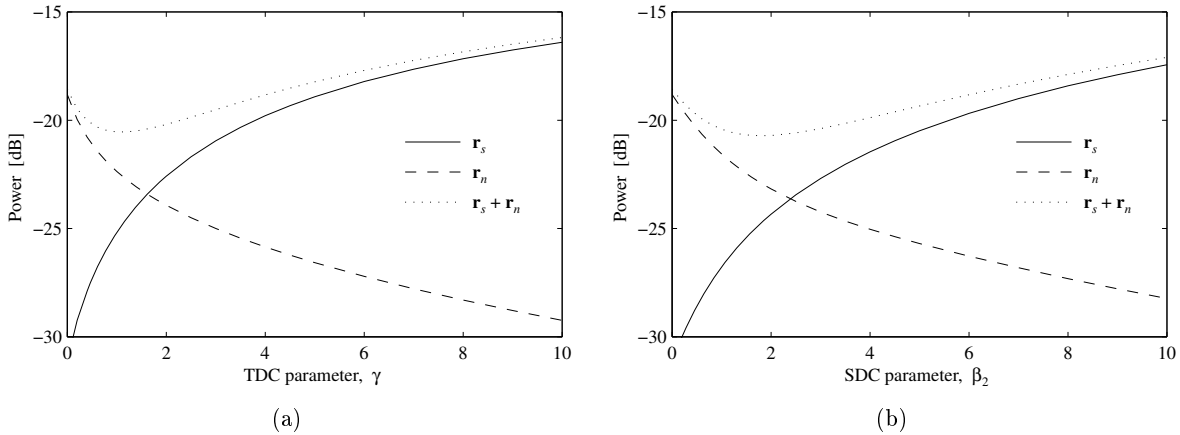 −15
−20
−25
−30
Power [dB]
0 2 4 6 8 10
TDC parameter, γ
r_s
r_n
r_s + r_n
(a)
−15
−20
−25
−30
Power [dB]
0 2 4 6 8 10
SDC parameter, β_2
r_s
r_n
r_s + r_n
(b)